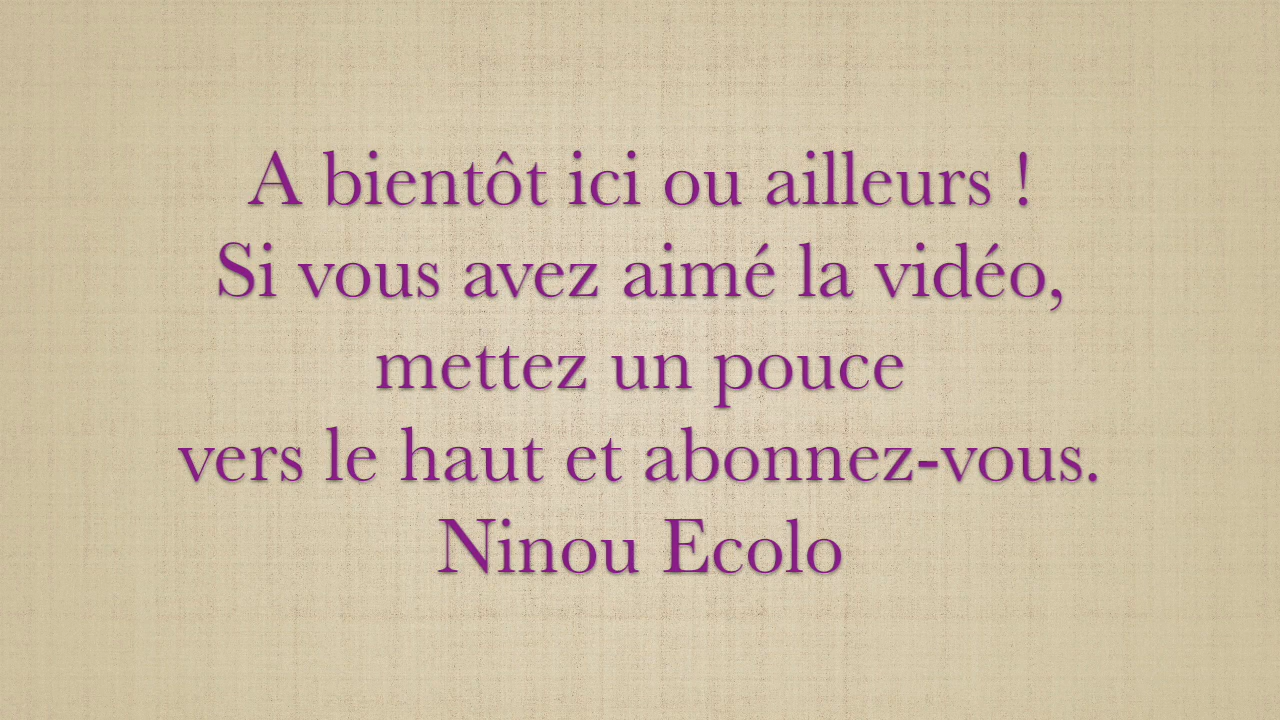 A bientôt ici ou ailleurs !
Si vous avez aimé la vidéo,
mettez un pouce
vers le haut et abonnez-vous.
Ninou Ecolo